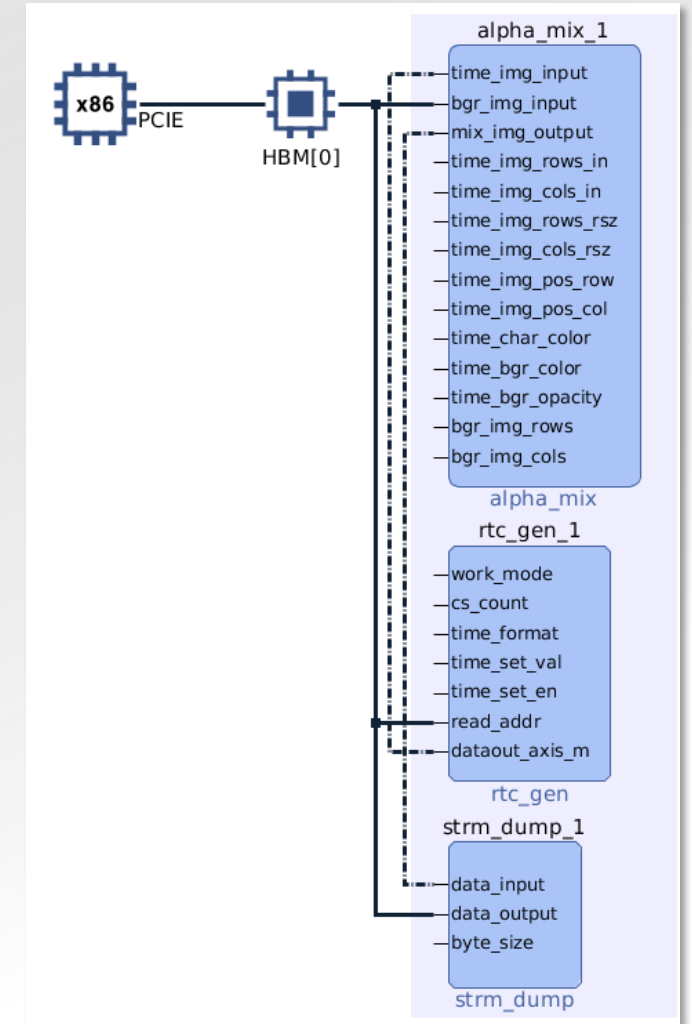 x86
PCIE
HBM[0]
alpha_mix_1
time_img_input
bgr_img_input
mix_img_output
time_img_rows_in
time_img_cols_in
time_img_rows_rsz
time_img_cols_rsz
time_img_pos_row
time_img_pos_col
time_char_color
time_bgr_color
time_bgr_opacity
bgr_img_rows
bgr_img_cols
alpha_mix
rtc_gen_1
work_mode
cs_count
time_format
time_set_val
time_set_en
read_addr
dataout_axis_m
rtc_gen
strm_dump_1
data_input
data_output
byte_size
strm_dump